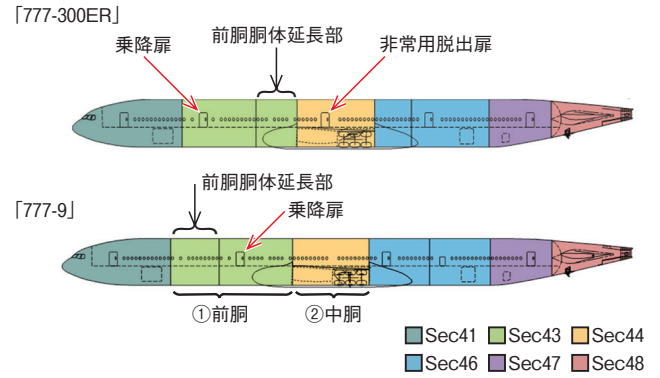 「777-300ER」
乗降扉
前胴胴体延長部
非常用脱出扉
「777-9」
前胴胴体延長部
乗降扉
①前胴
②中胴
Sec41 Sec43 Sec44
Sec46 Sec47 Sec48